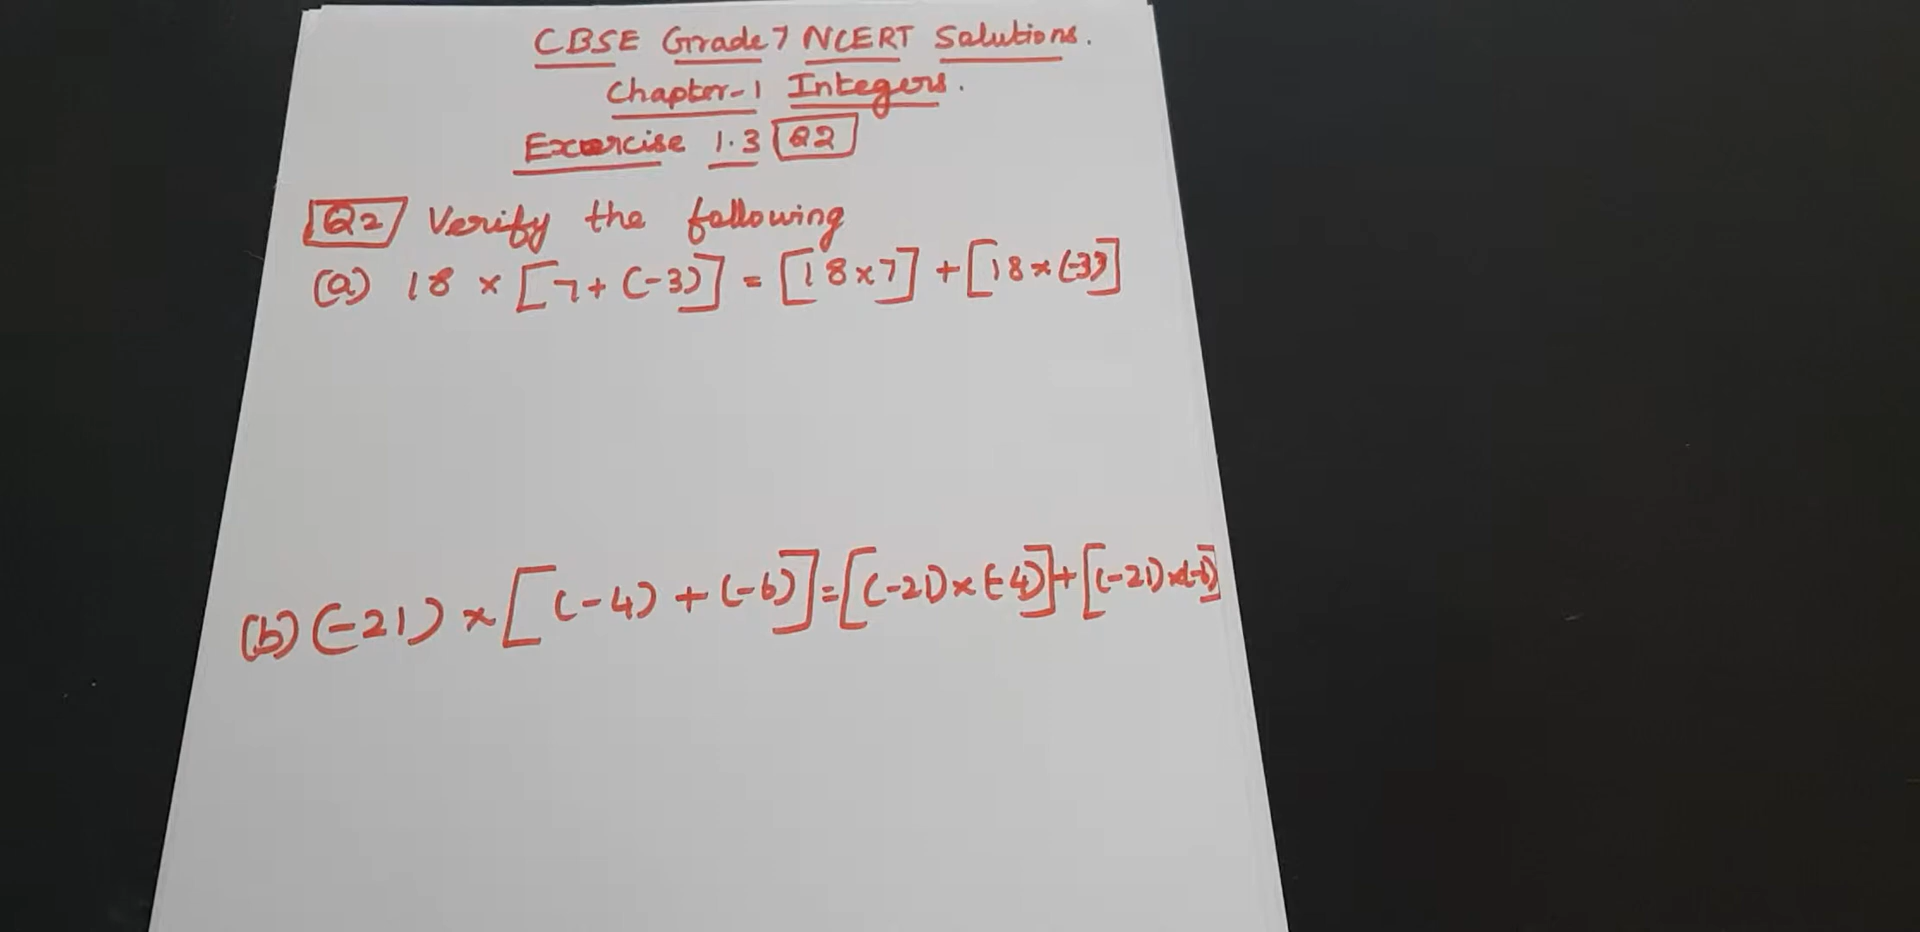 CBSE Grade 7 NCERT Solutions.
Chapter-1 Integers.
Exercise 1.3 Q2
Q2 Verify the following
(a) 18 × [7+(-3)] = [18×7] + [18×(-3)]
(b) (-21) × [(-4) + (-6)] = [(-21)×(-4)] + [(-21)×(-6)]